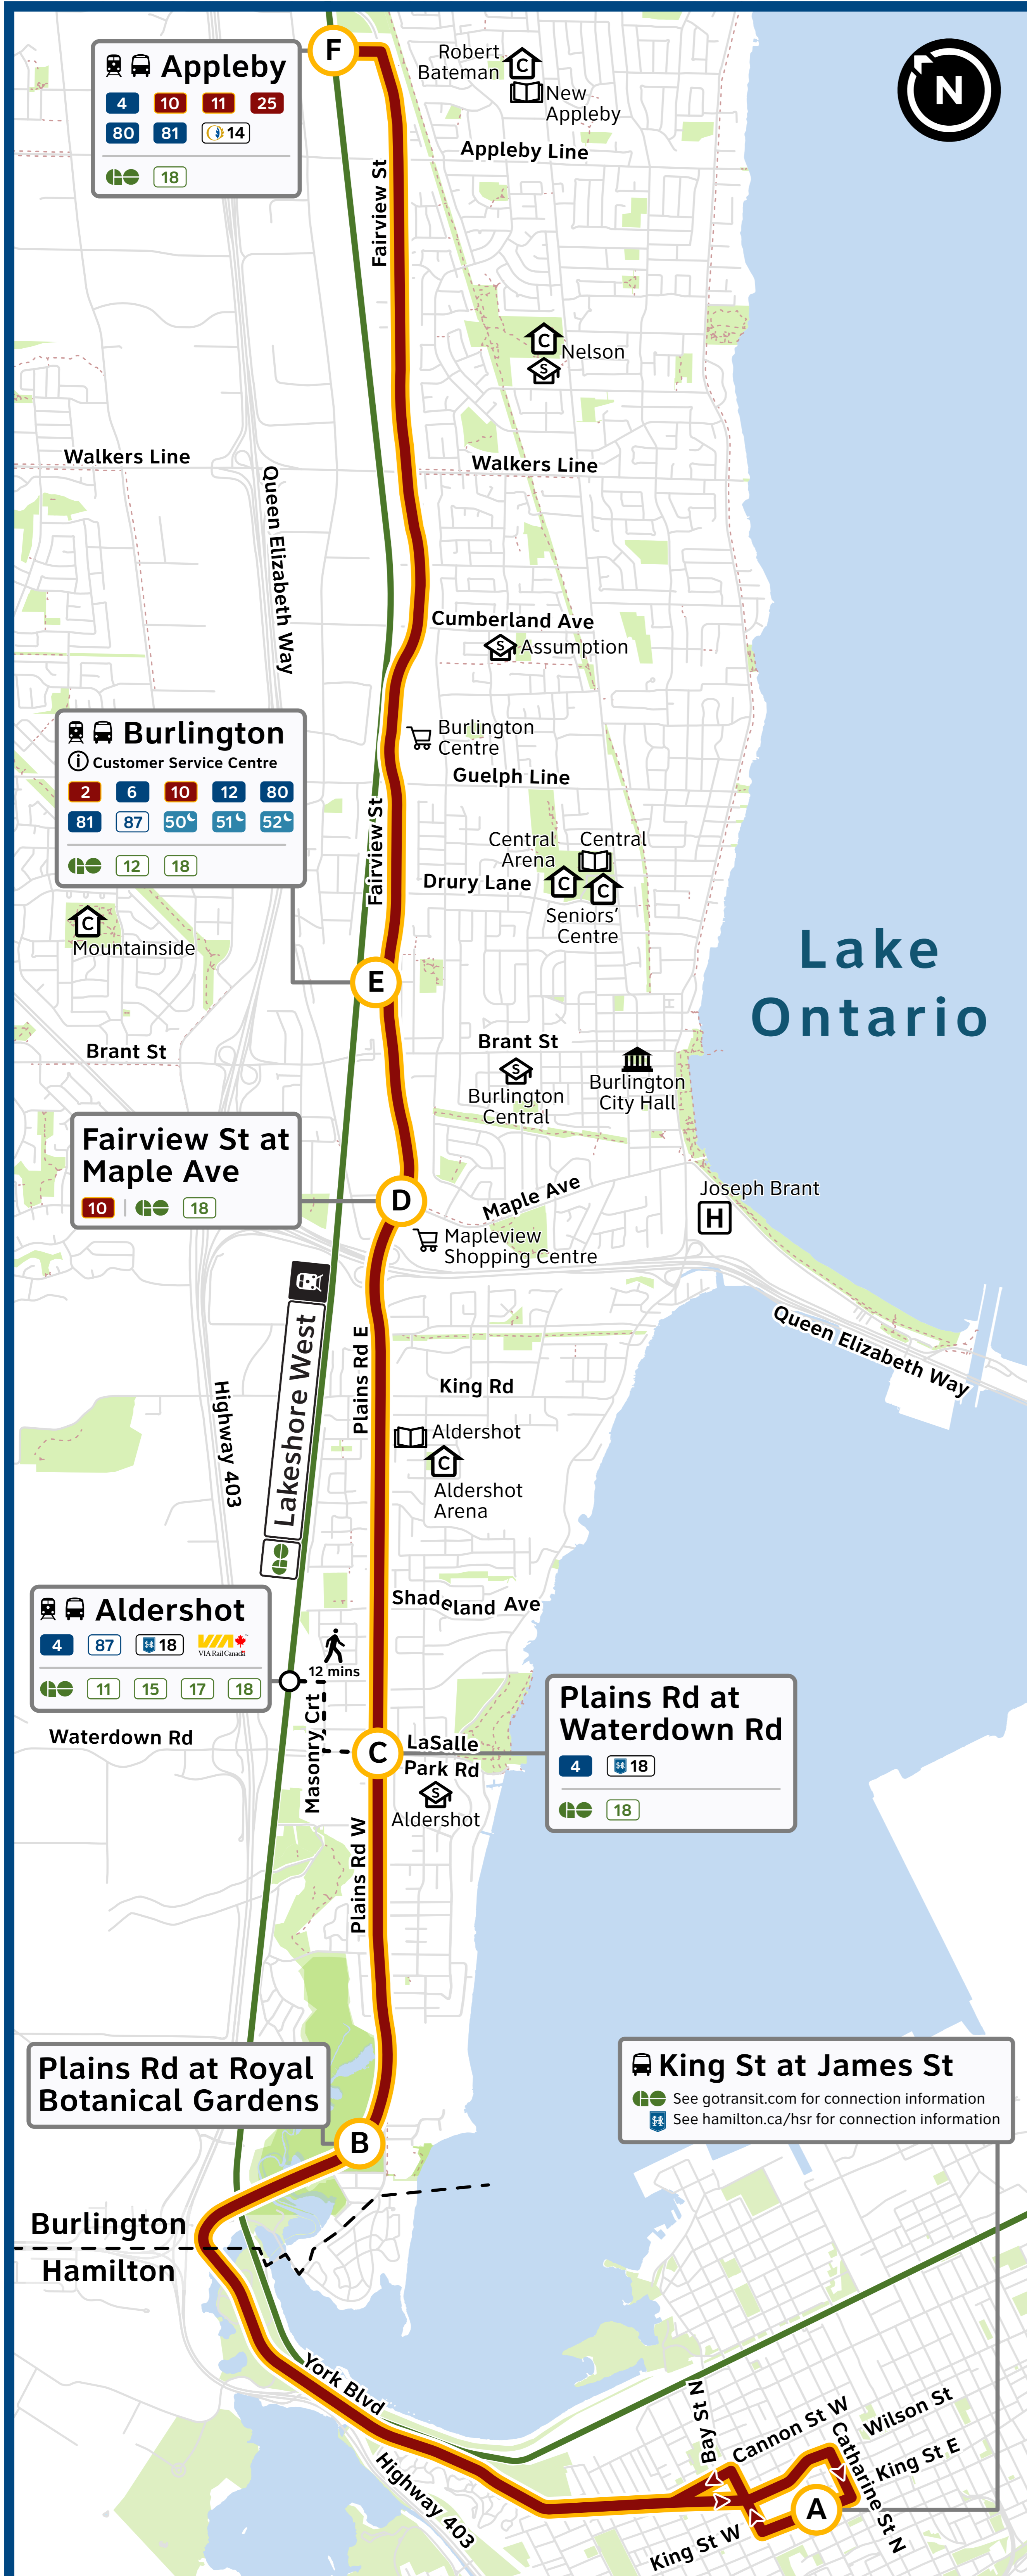 N
F
Appleby
4 10 11 25
80 81 14
18
Robert
Bateman
C
New
Appleby
Appleby Line
Fairview St
C
Nelson
S
Walkers Line
Walkers Line
Queen Elizabeth Way
Cumberland Ave
S
Assumption
Burlington
Customer Service Centre
2 6 10 12 80
81 87 50 51 52
12 18
Burlington
Centre
Guelph Line
Fairview St
Central
Arena
Central
Drury Lane
C
C
Seniors'
Centre
C
Mountainside
E
Lake
Ontario
Brant St
Brant St
S
Burlington
Central
Burlington
City Hall
Fairview St at
Maple Ave
10 | 18
D
Maple Ave
Joseph Brant
H
Mapleview
Shopping Centre
Queen Elizabeth Way
Lakeshore West
Plains Rd E
King Rd
Highway 403
Aldershot
C
Aldershot
Arena
Shadeland Ave
Aldershot
4 87 18 VIA
VIA Rail Canada
11 15 17 18
12 mins
Masonry Crt
Waterdown Rd
C
LaSalle
Park Rd
S
Aldershot
Plains Rd at
Waterdown Rd
4 18
18
Plains Rd W
Plains Rd at Royal
Botanical Gardens
B
King St at James St
See gotransit.com for connection information
See hamilton.ca/hsr for connection information
Burlington
Hamilton
York Blvd
Highway 403
Bay St N
Cannon St W
Wilson St
Catharine St N
King St E
A
King St W